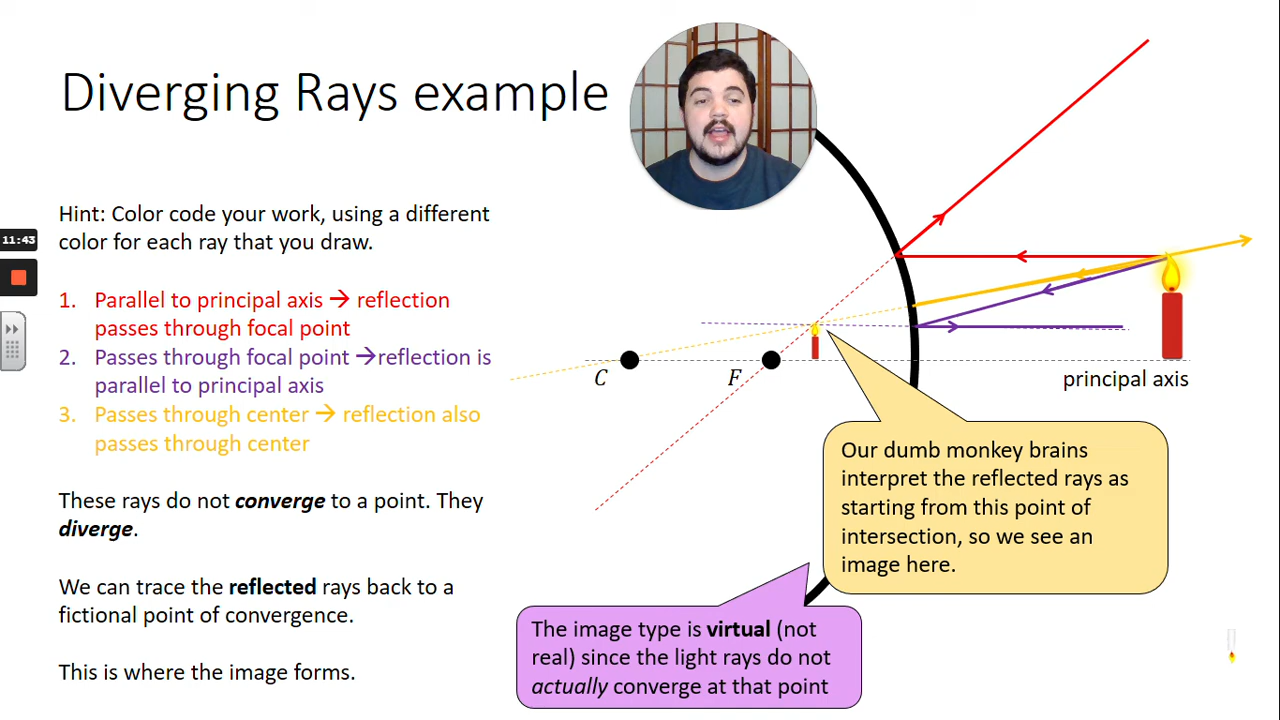 Diverging Rays example
Hint: Color code your work, using a different
color for each ray that you draw.
11:43
1. Parallel to principal axis → reflection
passes through focal point
2. Passes through focal point →reflection is
parallel to principal axis
3. Passes through center → reflection also
passes through center
These rays do not converge to a point. They
diverge.
We can trace the reflected rays back to a
fictional point of convergence.
This is where the image forms.
C
F
principal axis
Our dumb monkey brains
interpret the reflected rays as
starting from this point of
intersection, so we see an
image here.
The image type is virtual (not
real) since the light rays do not
actually converge at that point